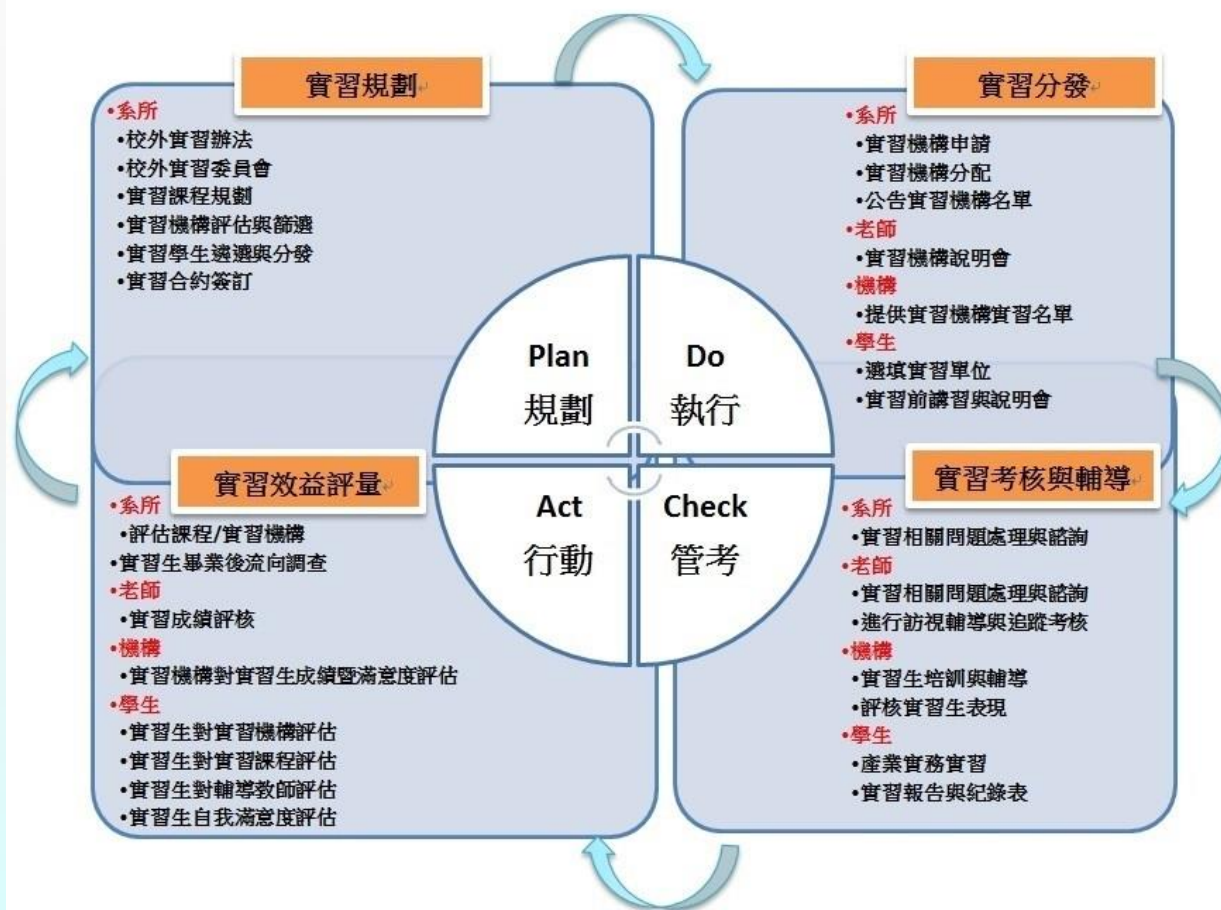 實習規劃
•系所
•校外實習辦法
•校外實習委員會
•實習課程規劃
•實習機構評估與篩選
•實習學生遴選與分發
•實習合約簽訂
實習分發
•系所
•實習機構申請
•實習機構分配
•公告實習機構名單
•老師
•實習機構說明會
•機構
•提供實習機構實習名單
•學生
•選填實習單位
•實習前講習與說明會
Plan
規劃
Do
執行
Act
行動
Check
管考
實習效益評量
•系所
•評估課程/實習機構
•實習生畢業後流向調查
•老師
•實習成績評核
•機構
•實習機構對實習生成績暨滿意度評估
•學生
•實習生對實習機構評估
•實習生對實習課程評估
•實習生對輔導教師評估
•實習生自我滿意度評估
實習考核與輔導
•系所
•實習相關問題處理與諮詢
•老師
•實習相關問題處理與諮詢
•進行訪視輔導與追蹤考核
•機構
•實習生培訓與輔導
•評核實習生表現
•學生
•產業實務實習
•實習報告與紀錄表